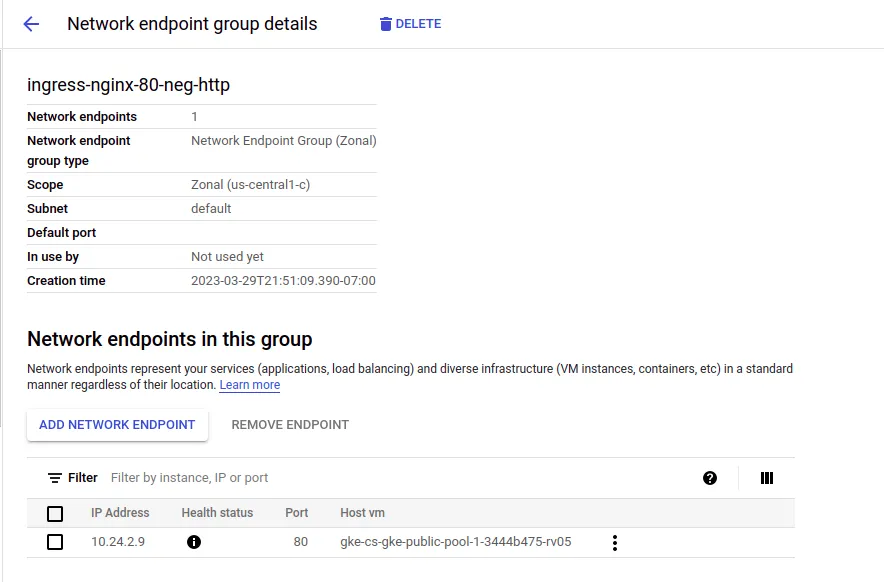 Network endpoint group details
DELETE
ingress-nginx-80-neg-http
Network endpoints 1
Network endpoint group type Network Endpoint Group (Zonal)
Scope Zonal (us-central1-c)
Subnet default
Default port
In use by Not used yet
Creation time 2023-03-29T21:51:09.390-07:00
Network endpoints in this group
Network endpoints represent your services (applications, load balancing) and diverse infrastructure (VM instances, containers, etc) in a standard
manner regardless of their location. Learn more
ADD NETWORK ENDPOINT REMOVE ENDPOINT
Filter Filter by instance, IP or port
IP Address Health status Port Host vm
10.24.2.9 80 gke-cs-gke-public-pool-1-3444b475-rv05